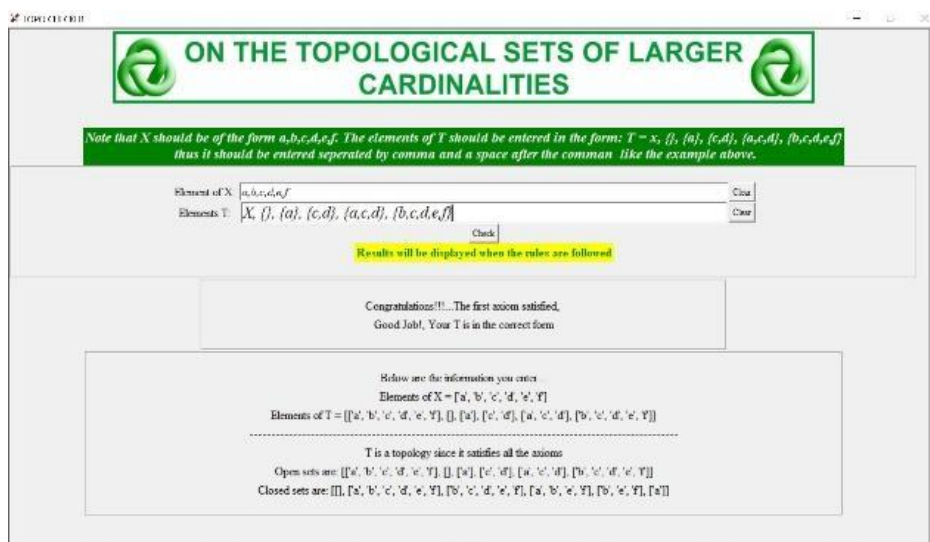 ON THE TOPOLOGICAL SETS OF LARGER
CARDINALITIES
Note that X should be of the form a,b,c,d,e,f. The elements of T should be entered in the form: T = x, {}, {a}, {c,d}, {a,c,d}, {b,c,d,e,f}
thus it should be entered seperated by comma and a space after the comman like the example above.
Element of X: a,b,c,d,e,f Clear
Elements T: X, {}, {a}, {c,d}, {a,c,d}, {b,c,d,e,f} Clear
Check
Results will be displayed when the rules are followed
Congratulations!!!...The first axiom satisfied,
Good Job!, Your T is in the correct form
Below are the information you enter
Elements of X = ['a', 'b', 'c', 'd', 'e', 'f']
Elements of T = [['a', 'b', 'c', 'd', 'e', 'f'], [], ['a'], ['c', 'd'], ['a', 'c', 'd'], ['b', 'c', 'd', 'e', 'f']]
T is a topology since it satisfies all the axioms
Open sets are: [['a', 'b', 'c', 'd', 'e', 'f'], [], ['a'], ['c', 'd'], ['a', 'c', 'd'], ['b', 'c', 'd', 'e', 'f']]
Closed sets are: [[], ['a', 'b', 'c', 'd', 'e', 'f'], ['b', 'c', 'd', 'e', 'f'], ['a', 'b', 'e', 'f'], ['b', 'e', 'f'], ['a']]